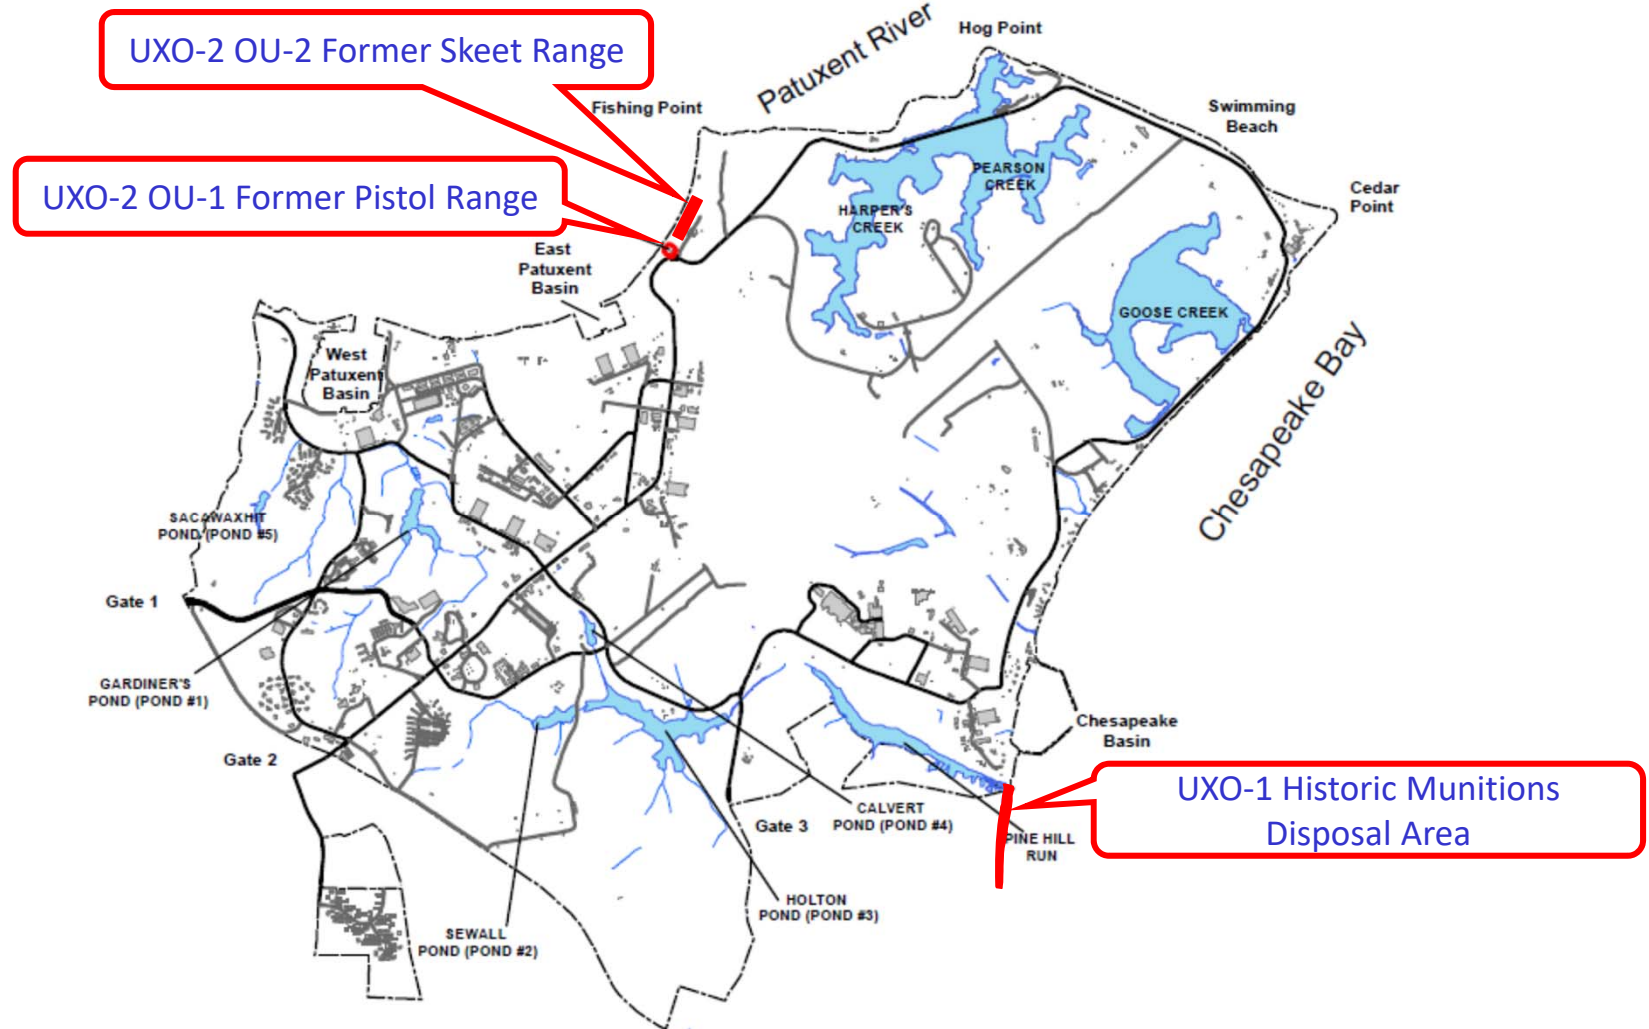 UXO-2 OU-2 Former Skeet Range
Patuxent River
Hog Point
Fishing Point
Swimming
Beach
UXO-2 OU-1 Former Pistol Range
PEARSON
CREEK
Cedar
Point
HARPER'S
CREEK
East
Patuxent
Basin
GOOSE CREEK
West
Patuxent
Basin
Chesapeake Bay
SACAWAXHIT
POND (POND #5)
Gate 1
GARDINER'S
POND (POND #1)
Chesapeake
Basin
Gate 2
UXO-1 Historic Munitions
Disposal Area
CALVERT
POND (POND #4)
Gate 3
PINE HILL
RUN
HOLTON
POND (POND #3)
SEWALL
POND (POND #2)